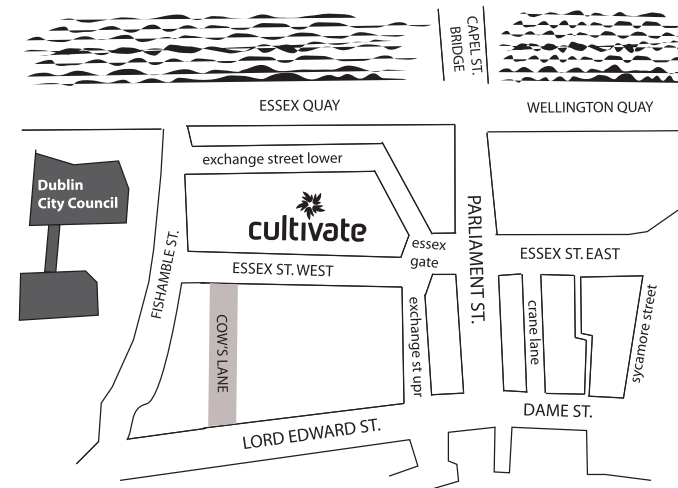 CAPEL ST.
BRIDGE
ESSEX QUAY
WELLINGTON QUAY
exchange street lower
Dublin
City Council
cultivate
PARLIAMENT ST.
essex
gate
FISHAMBLE ST.
ESSEX ST. WEST
ESSEX ST. EAST
COW'S LANE
exchange st upr
crane lane
sycamore street
DAME ST.
LORD EDWARD ST.